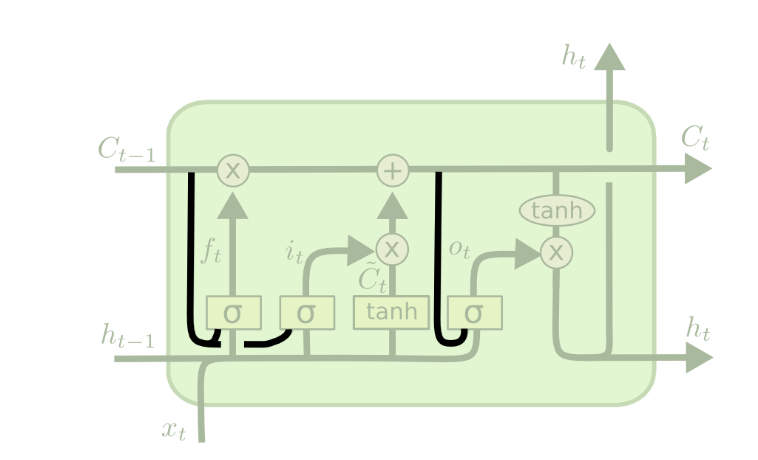 h_t
C_{t-1}
C_t
x
+
tanh
f_t
i_t
x
o_t
x
C̃_t
σ
σ
tanh
σ
h_{t-1}
h_t
x_t